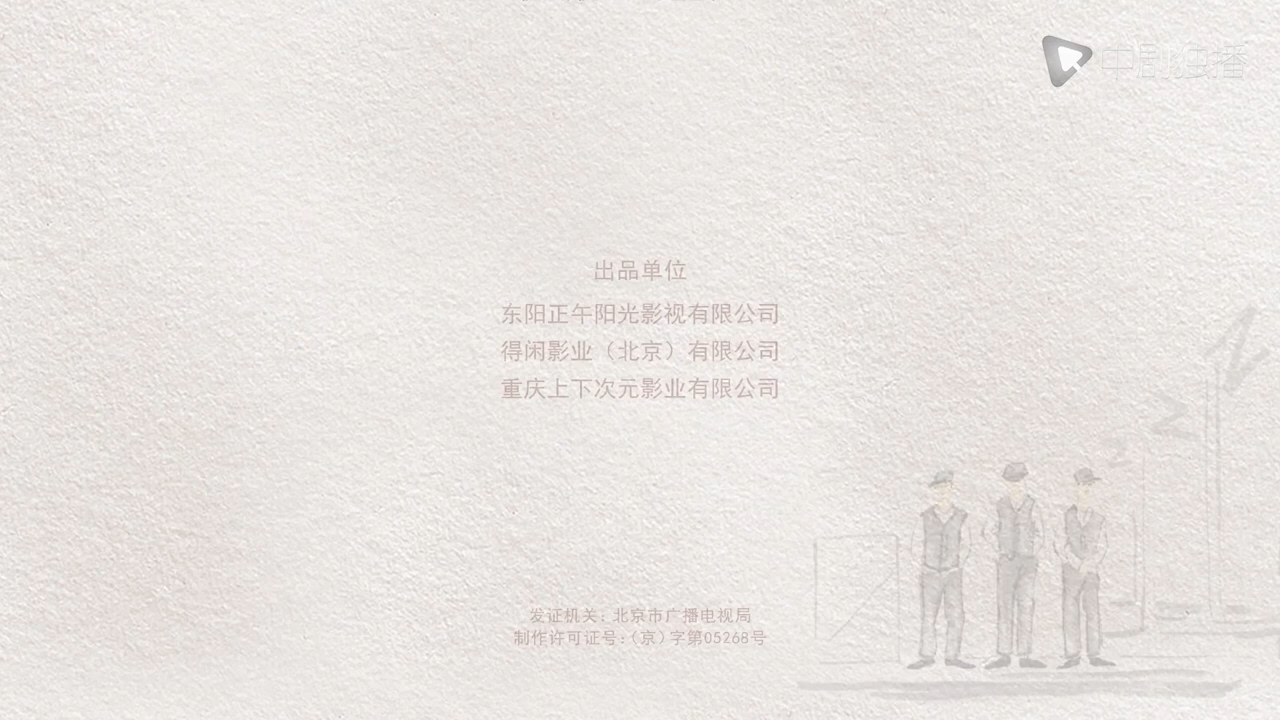 中剧独播
出品单位
东阳正午阳光影视有限公司
得闲影业（北京）有限公司
重庆上下次元影业有限公司
发证机关：北京市广播电视局
制作许可证号：（京）字第05268号